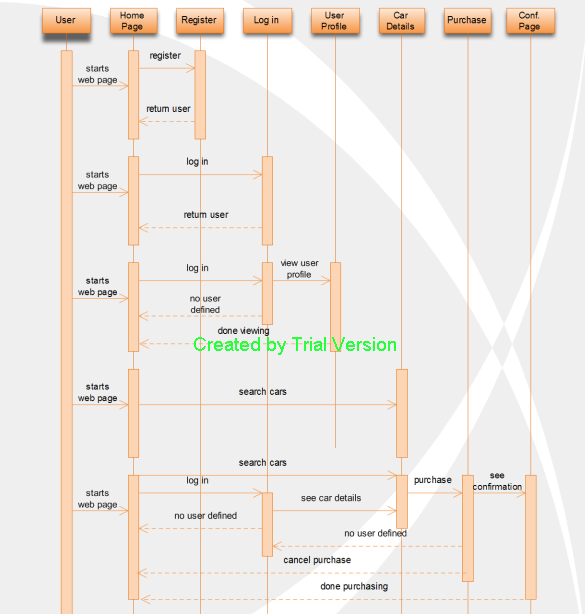 User
Home
Page
Register
Log in
User
Profile
Car
Details
Purchase
Conf.
Page
starts
web page
register
return user
starts
web page
log in
return user
starts
web page
log in
view user
profile
no user
defined
done viewing
Created by Trial Version
starts
web page
search cars
search cars
starts
web page
log in
see car details
purchase
see
confirmation
no user defined
no user defined
cancel purchase
done purchasing